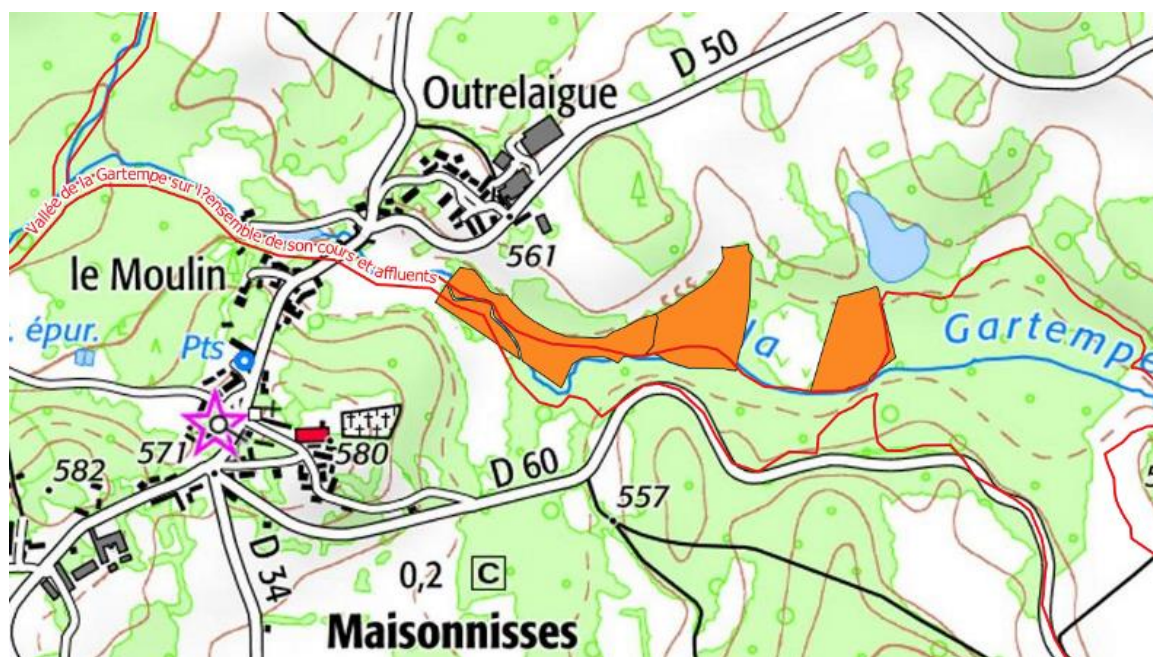 D 50
Outrelaigue
Vallée de la Gartempe sur l?ensemble de son cours et affluents
561
le Moulin
la Gartempe
. épur.
Pts
571
580
582
D 60
557
D 34
0,2 C
Maisonnisses
5